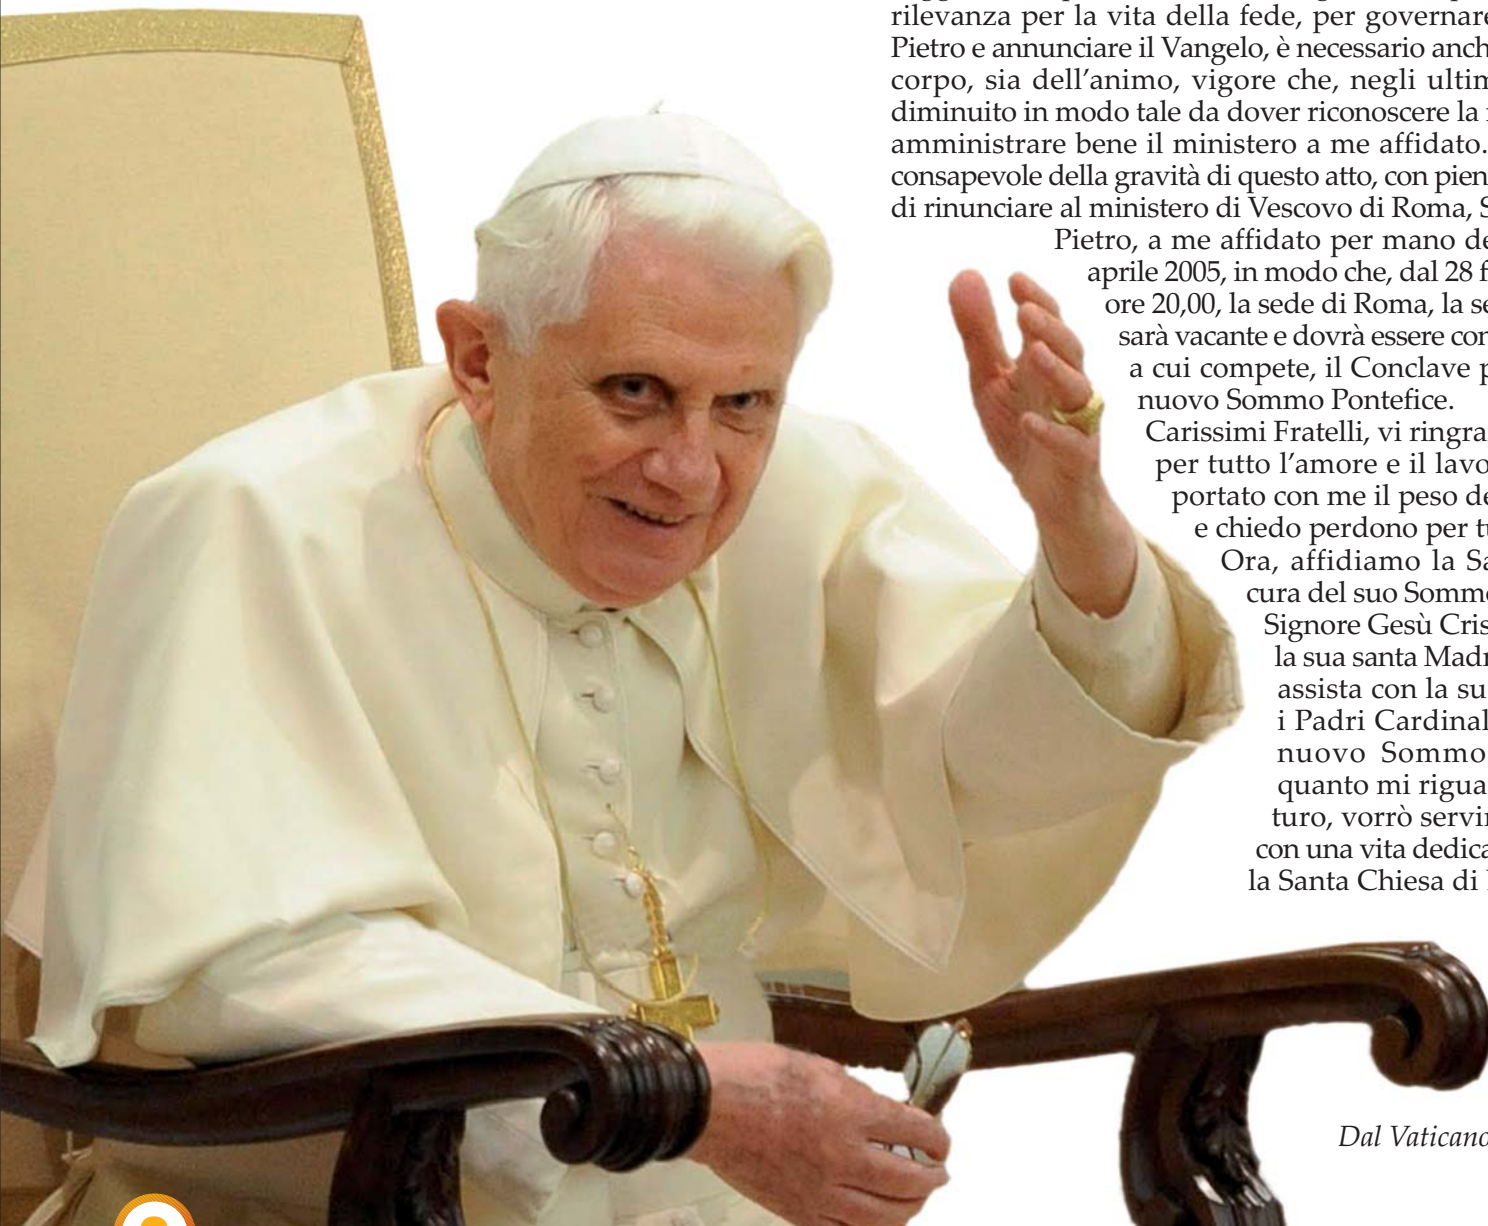 rilevanza per la vita della fede, per governare
Pietro e annunciare il Vangelo, è necessario anch
corpo, sia dell’animo, vigore che, negli ultim
diminuito in modo tale da dover riconoscere la
amministrare bene il ministero a me affidato.
consapevole della gravità di questo atto, con pien
di rinunciare al ministero di Vescovo di Roma, S
Pietro, a me affidato per mano de
aprile 2005, in modo che, dal 28 f
ore 20,00, la sede di Roma, la se
sarà vacante e dovrà essere con
a cui compete, il Conclave p
nuovo Sommo Pontefice.
Carissimi Fratelli, vi ringra
per tutto l’amore e il lavo
portato con me il peso de
e chiedo perdono per tu
Ora, affidiamo la Sa
cura del suo Sommo
Signore Gesù Cris
la sua santa Madr
assista con la su
i Padri Cardinal
nuovo Sommo
quanto mi rigua
turo, vorrò servir
con una vita dedica
la Santa Chiesa di
Dal Vaticano